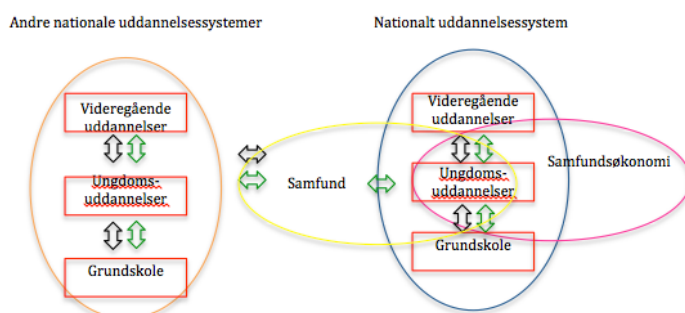 Andre nationale uddannelsessystemer
Nationalt uddannelsessystem
Videregående
uddannelser
Ungdoms-
uddannelser
Grundskole
Samfund
Videregående
uddannelser
Ungdoms-
uddannelser
Grundskole
Samfundsøkonomi